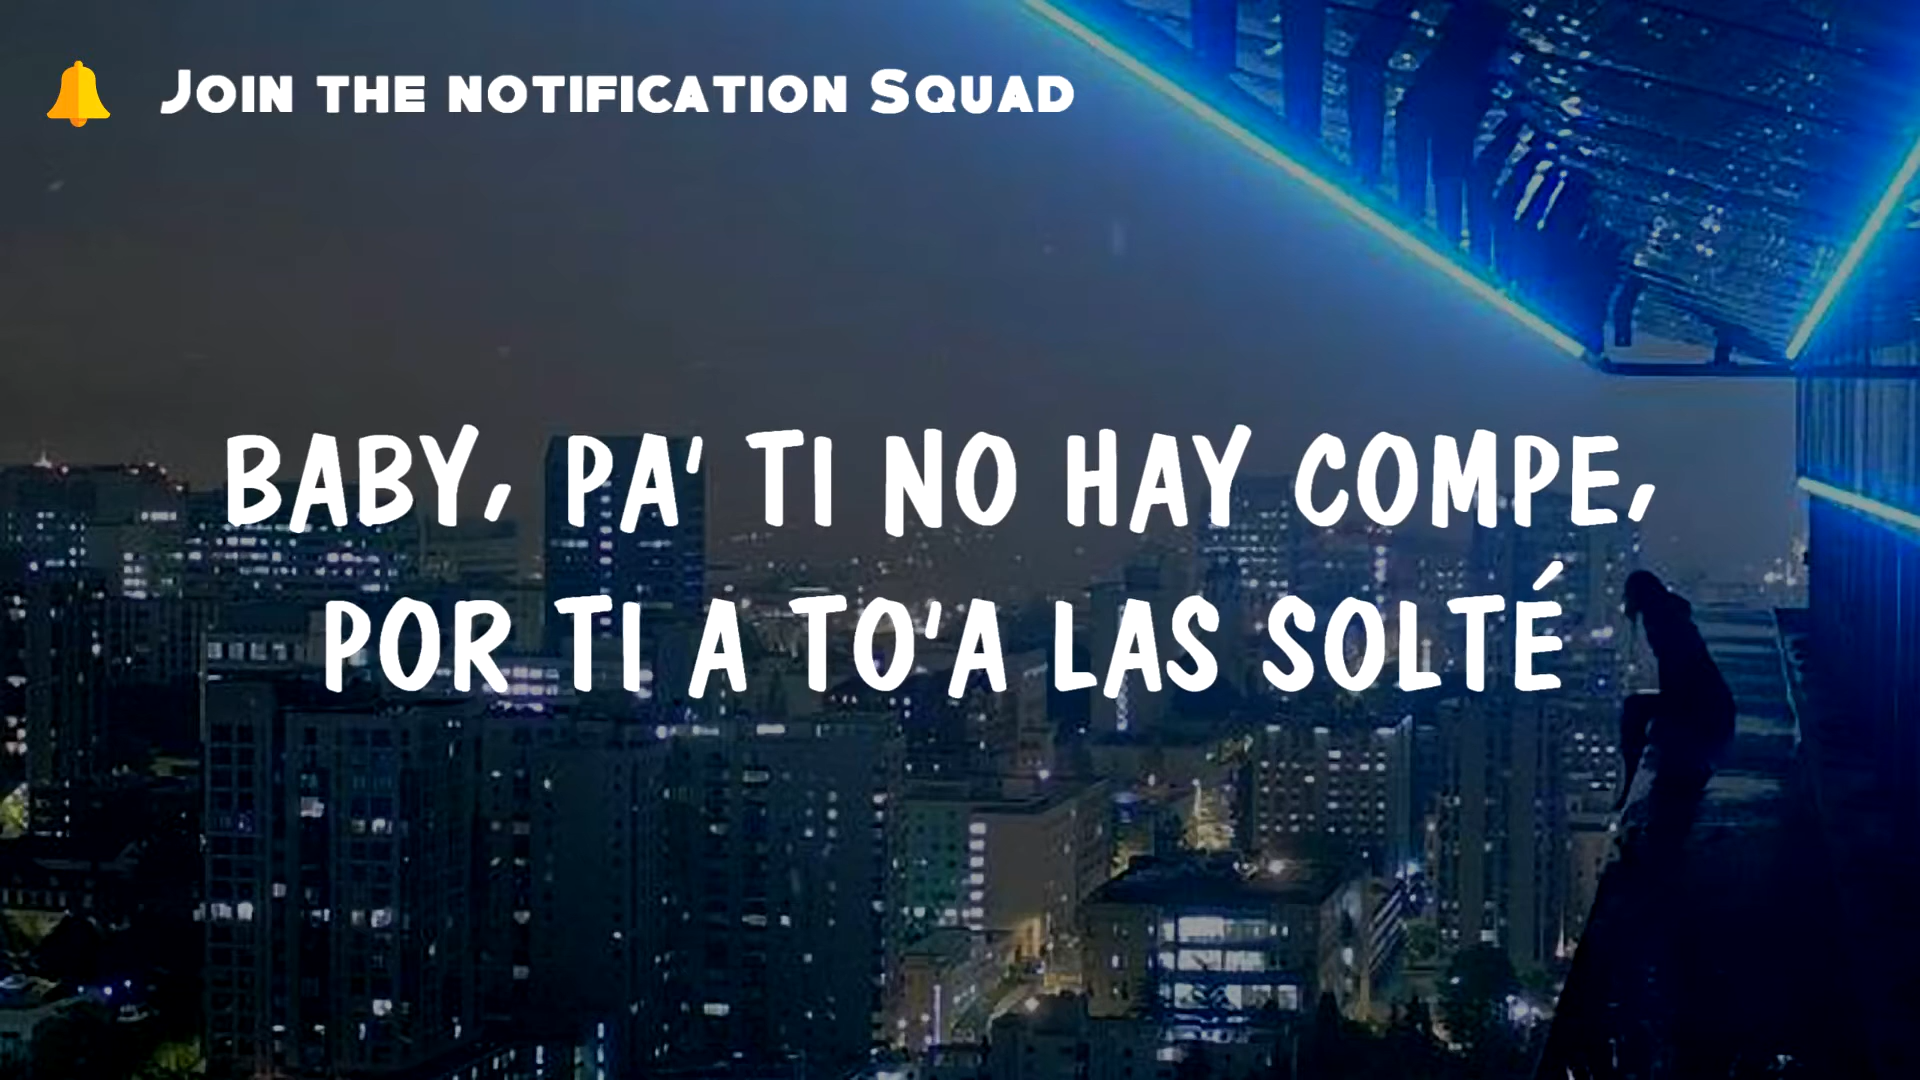 Join the notification Squad
BABY, PA' TI NO HAY COMPE,
POR TI A TO'A LAS SOLTÉ